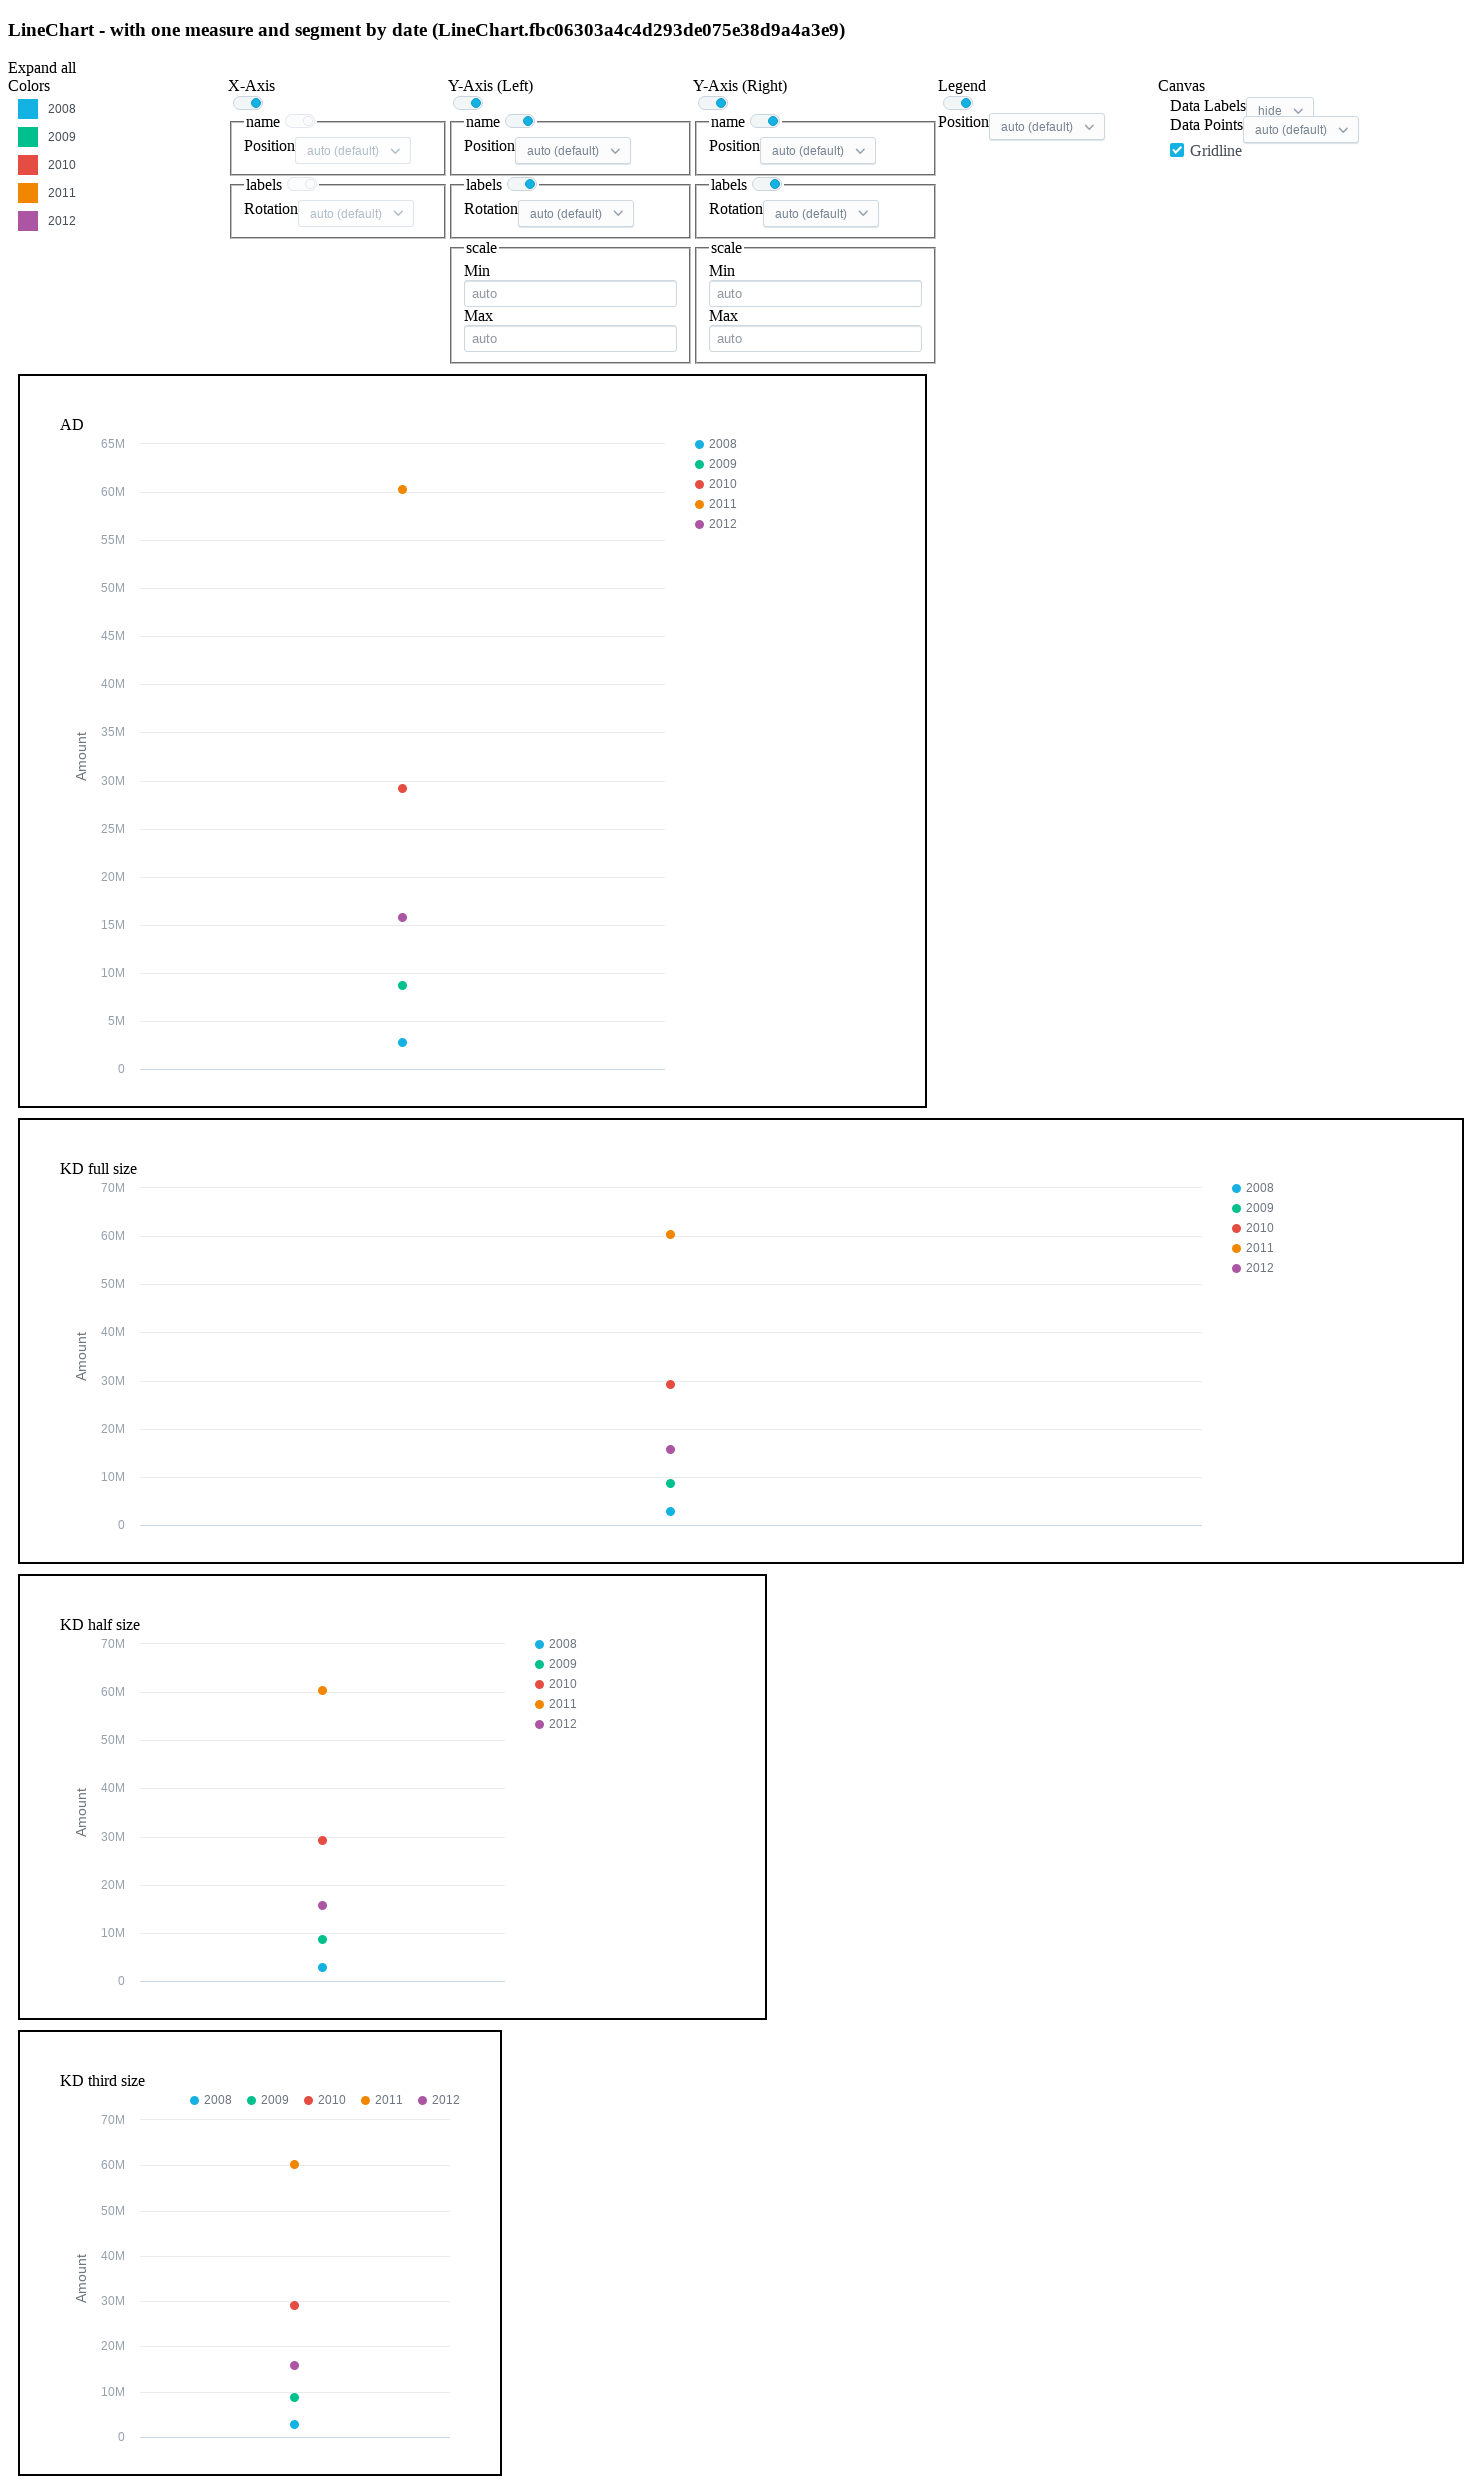 LineChart - with one measure and segment by date (LineChart.fbc06303a4c4d293de075e38d9a4a3e9)
Expand all
Colors
2008
2009
2010
2011
2012
X-Axis
name
Position auto (default)
labels
Rotation auto (default)
Y-Axis (Left)
name
Position auto (default)
labels
Rotation auto (default)
scale
Min
auto
Max
auto
Y-Axis (Right)
name
Position auto (default)
labels
Rotation auto (default)
scale
Min
auto
Max
auto
Legend
Position auto (default)
Canvas
Data Labels hide
Data Points auto (default)
Gridline
AD
65M
60M
55M
50M
45M
40M
35M
30M
25M
20M
15M
10M
5M
0
Amount
2008
2009
2010
2011
2012
KD full size
70M
60M
50M
40M
30M
20M
10M
0
Amount
2008
2009
2010
2011
2012
KD half size
70M
60M
50M
40M
30M
20M
10M
0
Amount
2008
2009
2010
2011
2012
KD third size
2008 2009 2010 2011 2012
70M
60M
50M
40M
30M
20M
10M
0
Amount